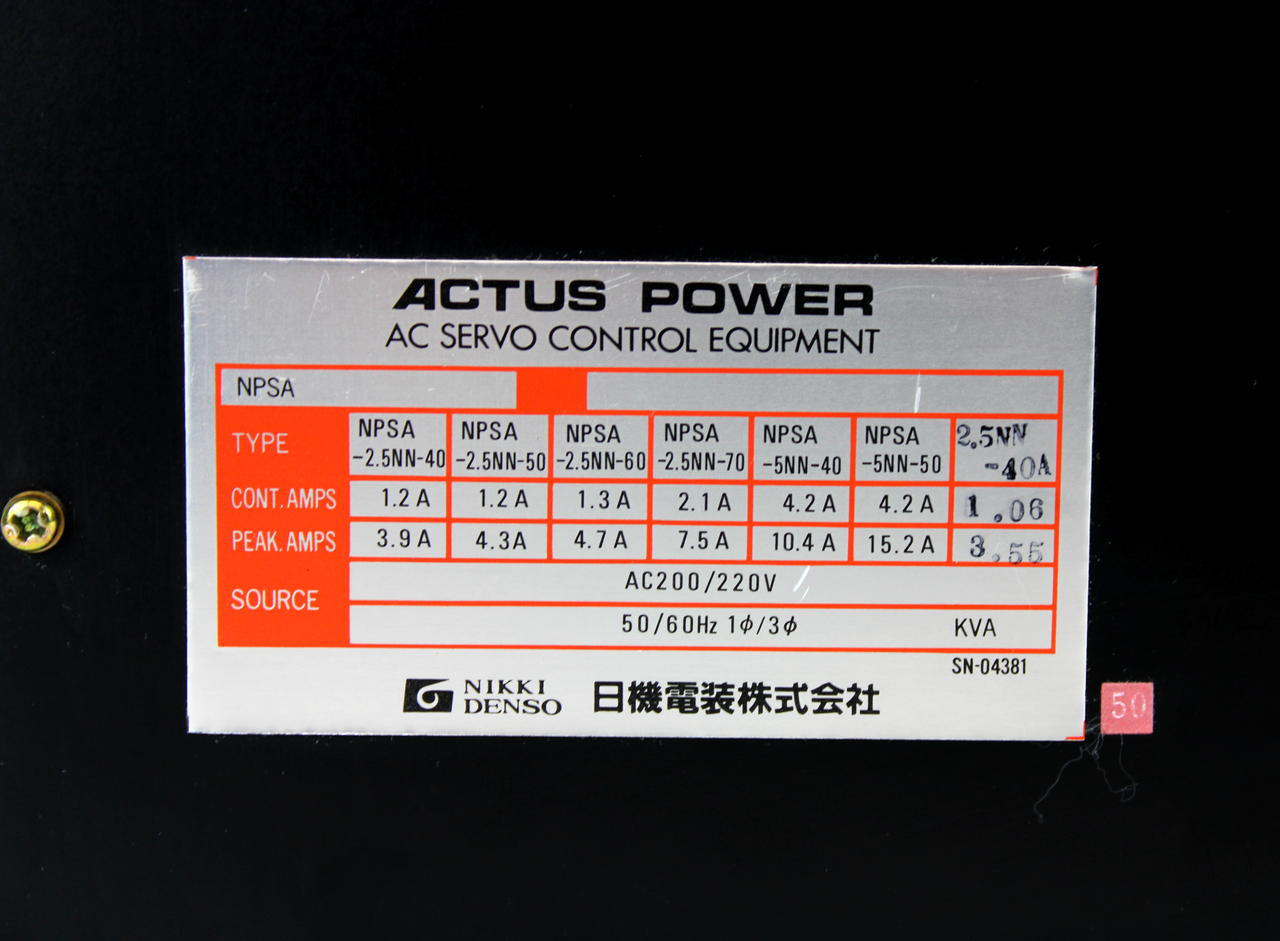 ACTUS POWER
AC SERVO CONTROL EQUIPMENT
NPSA
TYPE NPSA -2.5NN-40 NPSA -2.5NN-50 NPSA -2.5NN-60 NPSA -2.5NN-70 NPSA -5NN-40 NPSA -5NN-50 2.5NN -40A
CONT.AMPS 1.2 A 1.2 A 1.3 A 2.1 A 4.2 A 4.2 A 1.06
PEAK.AMPS 3.9 A 4.3A 4.7 A 7.5 A 10.4 A 15.2 A 3.55
SOURCE
AC200/220V
50/60Hz 1ϕ/3ϕ KVA
SN-04381
NIKKI
DENSO
日機電装株式会社
50